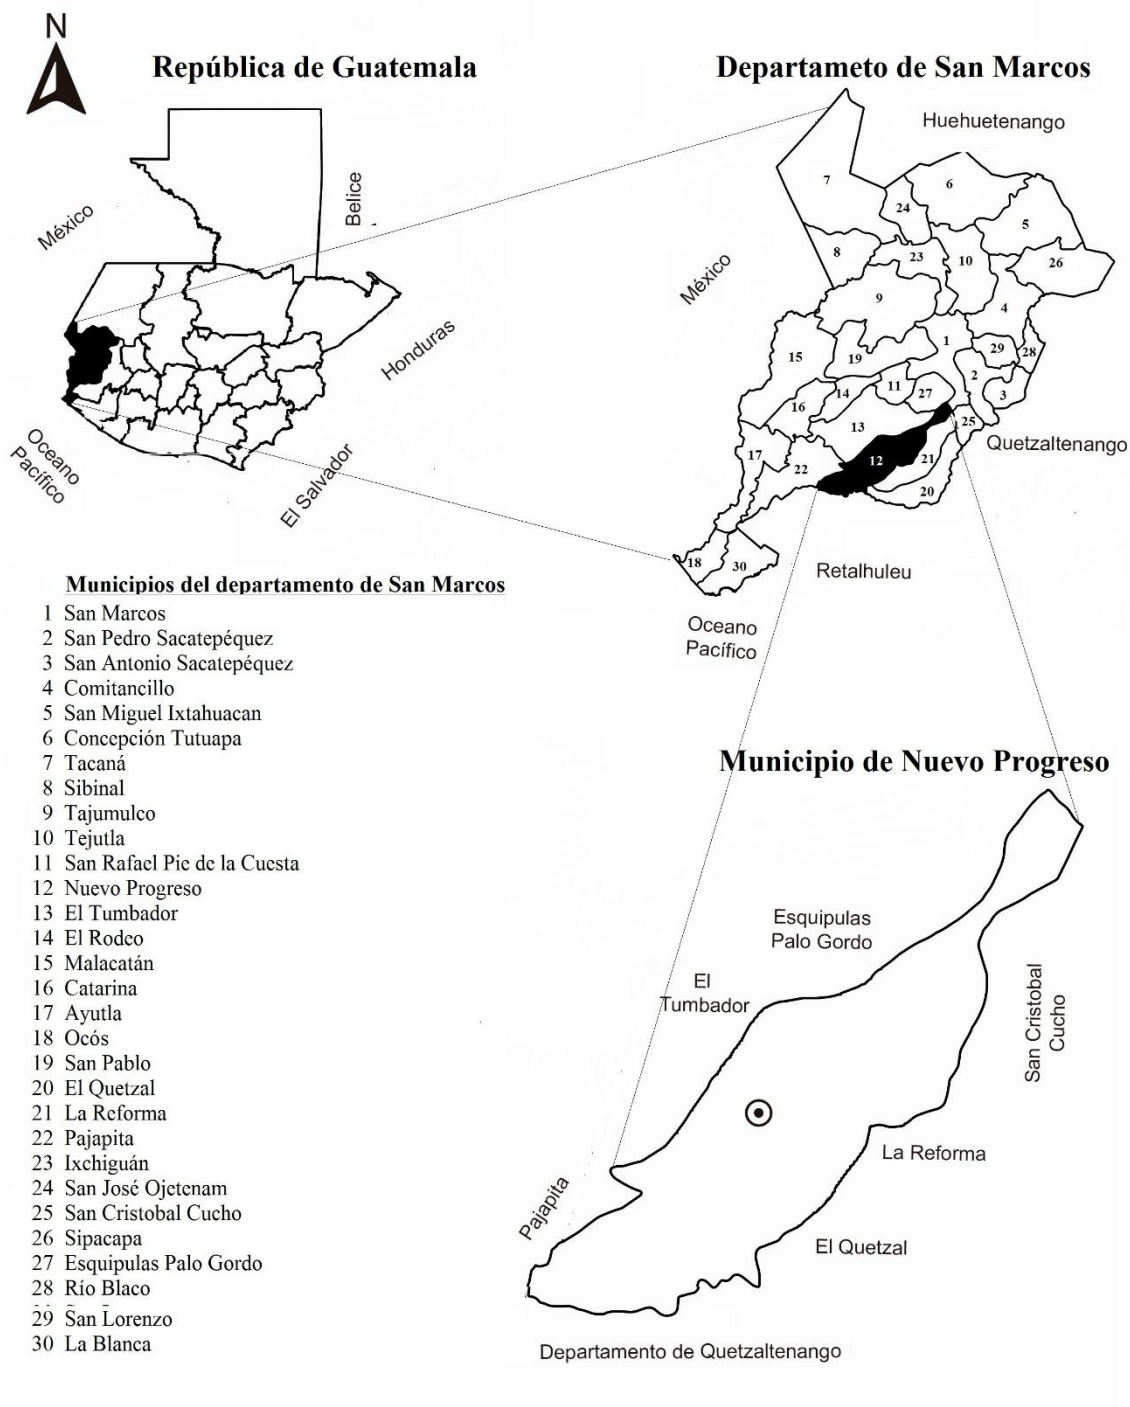 N
República de Guatemala
México
Belice
Honduras
El Salvador
Oceano
Pacífico
Departameto de San Marcos
Huehuetenango
México
7
6
24
5
8
23
10
26
9
4
1
29
28
15
19
2
3
14
11
27
16
13
25
Quetzaltenango
17
22
12
21
20
18
30
Retalhuleu
Oceano
Pacífico
Municipios del departamento de San Marcos
1 San Marcos
2 San Pedro Sacatepéquez
3 San Antonio Sacatepéquez
4 Comitancillo
5 San Miguel Ixtahuacan
6 Concepción Tutuapa
7 Tacaná
8 Sibinal
9 Tajumulco
10 Tejutla
11 San Rafael Pie de la Cuesta
12 Nuevo Progreso
13 El Tumbador
14 El Rodeo
15 Malacatán
16 Catarina
17 Ayutla
18 Ocós
19 San Pablo
20 El Quetzal
21 La Reforma
22 Pajapita
23 Ixchiguán
24 San José Ojetenam
25 San Cristobal Cucho
26 Sipacapa
27 Esquipulas Palo Gordo
28 Río Blaco
29 San Lorenzo
30 La Blanca
Municipio de Nuevo Progreso
Esquipulas
Palo Gordo
El
Tumbador
San Cristobal
Cucho
La Reforma
Pajapita
El Quetzal
Departamento de Quetzaltenango